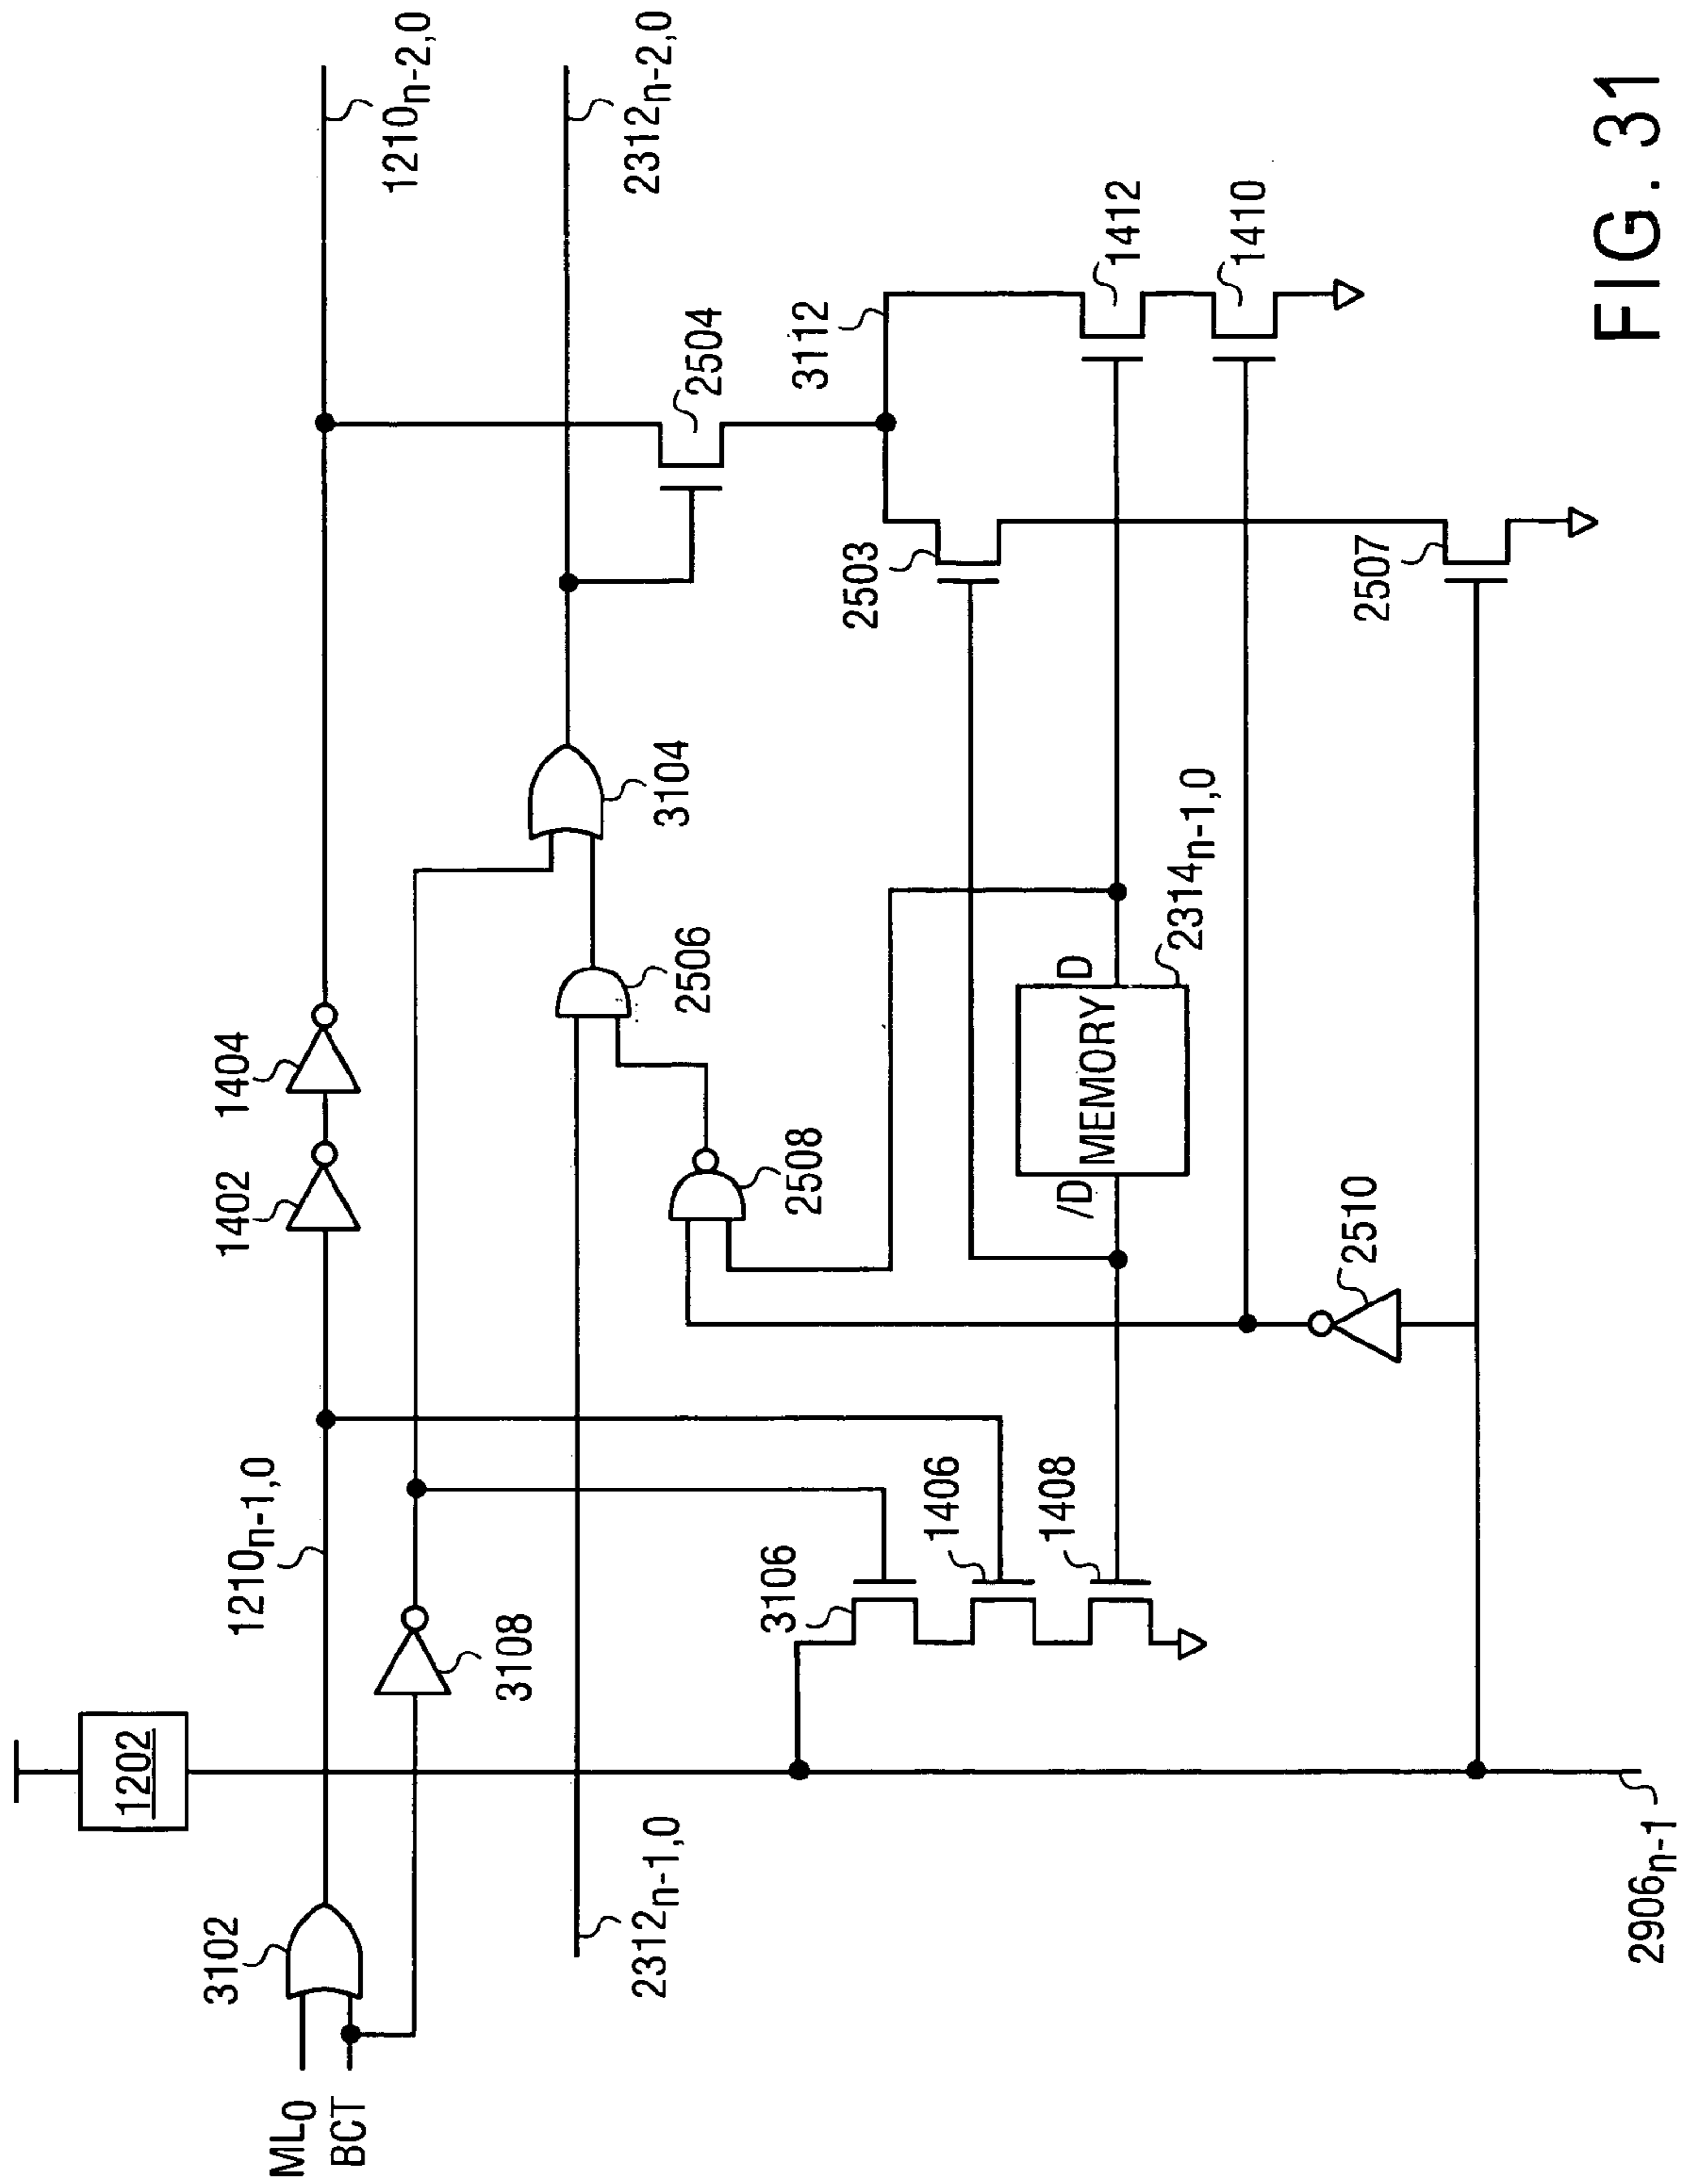 ML0
BCT
3102
1202
1210n-1,0
1402
1404
1210n-2,0
3108
2312n-1,0
3104
2506
2312n-2,0
2504
2508
3106
1406
1408
2503
3112
/D
MEMORY
D
2314n-1,0
1412
1410
2510
2507
2906n-1
FIG. 31